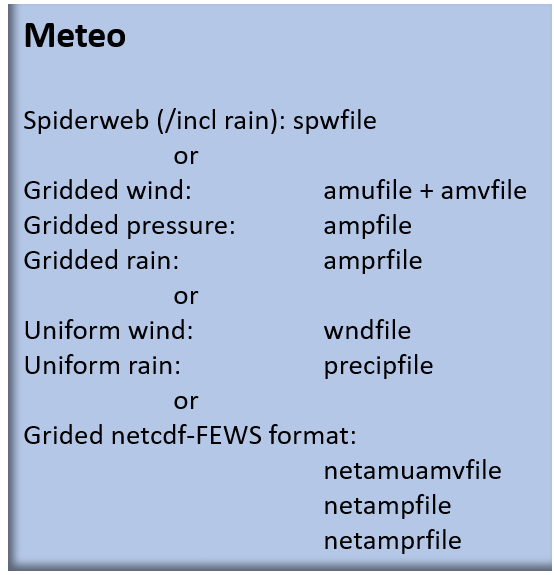 Meteo
Spiderweb (/incl rain): spwfile
or
Gridded wind: amufile + amvfile
Gridded pressure: ampfile
Gridded rain: amprfile
or
Uniform wind: wndfile
Uniform rain: precipfile
or
Grided netcdf-FEWS format:
netamuamvfile
netampfile
netamprfile